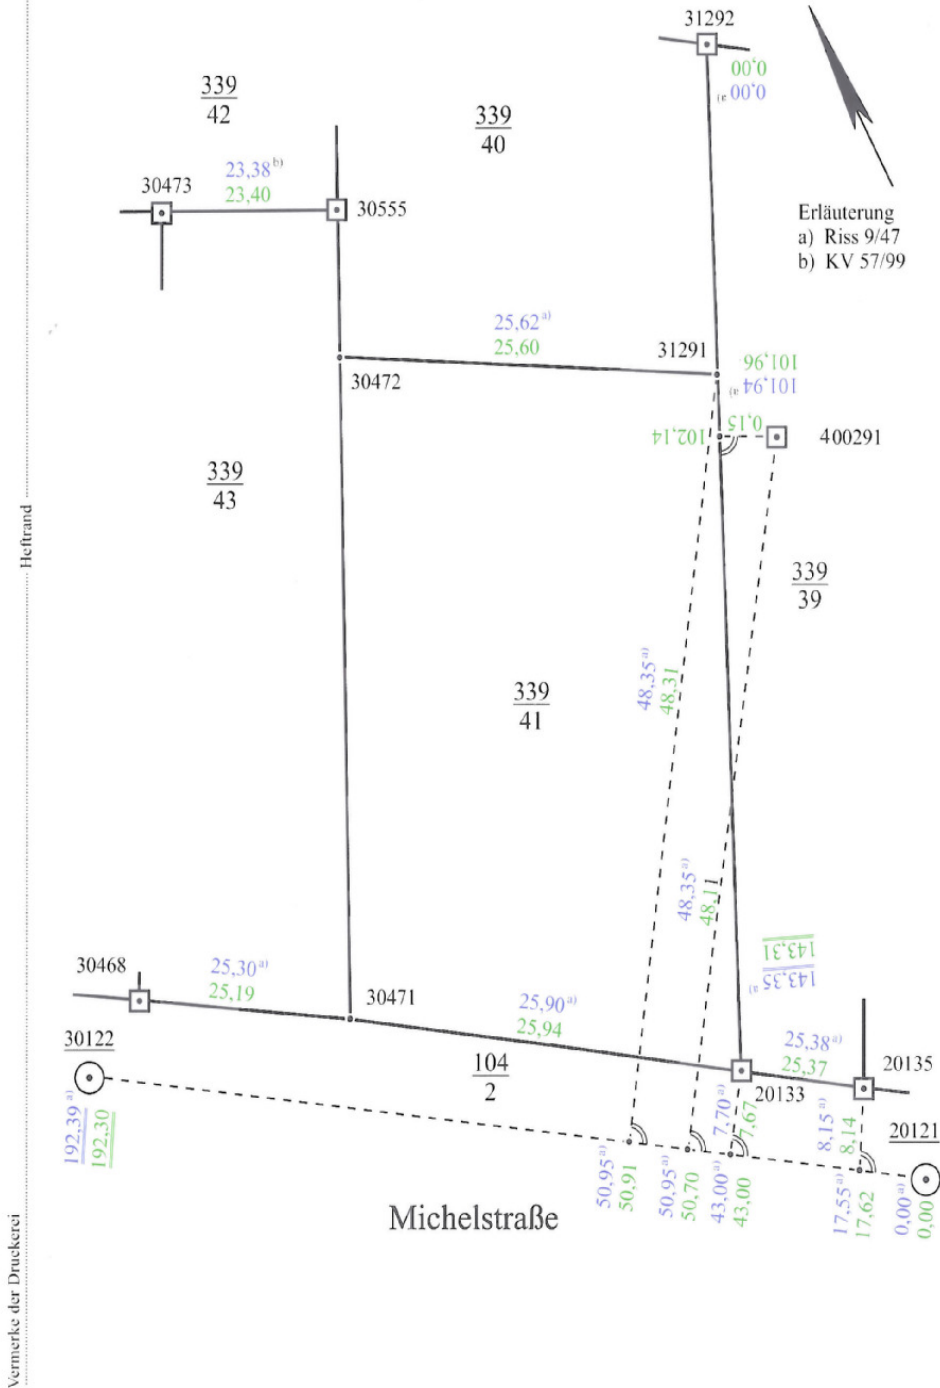 31292
0,00
0,00 a)
339
42
339
40
23,38 b)
23,40
30473
30555
Erläuterung
a) Riss 9/47
b) KV 57/99
25,62 a)
25,60
31291
101,96
101,94 a)
30472
0,15
102,14
400291
339
43
339
39
Heftrand
48,35 a)
48,31
339
41
48,35 a)
48,11
143,31
143,35 a)
30468
25,30 a)
25,19
30471
25,90 a)
25,94
25,38 a)
25,37
30122
104
2
20133
20135
7,70 a)
7,67
8,15 a)
8,14
20121
192,39 a)
192,30
50,95 a)
50,91
50,95 a)
50,70
43,00 a)
43,00
17,55 a)
17,62
0,00 a)
0,00
Michelstraße
Vermerke der Druckerei